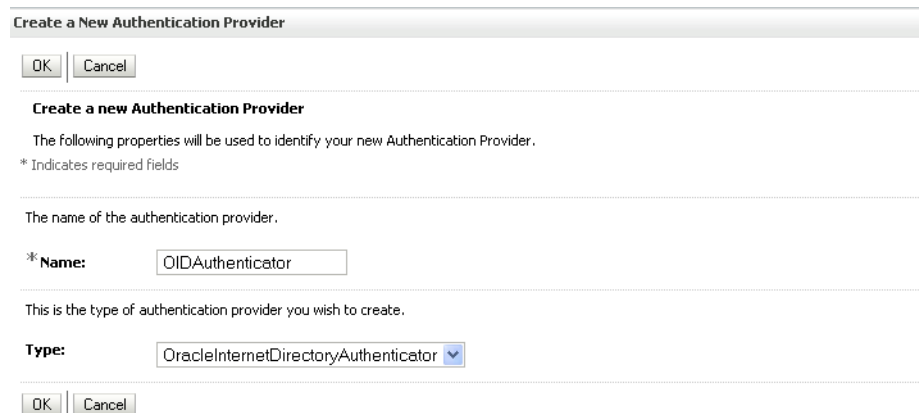 Create a New Authentication Provider
OK Cancel
Create a new Authentication Provider
The following properties will be used to identify your new Authentication Provider.
* Indicates required fields
The name of the authentication provider.
* Name: OIDAuthenticator
This is the type of authentication provider you wish to create.
Type: OracleInternetDirectoryAuthenticator
OK Cancel